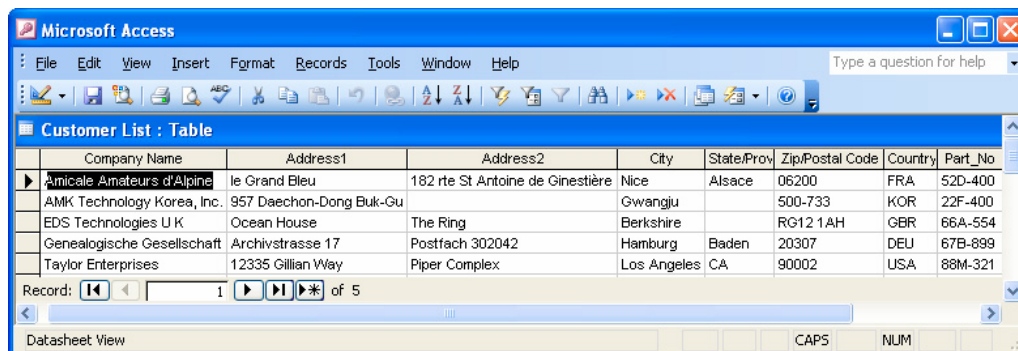 Microsoft Access
File Edit View Insert Format Records Tools Window Help Type a question for help
ABC A Z Z A
Customer List : Table
Company Name Address1 Address2 City State/Prov Zip/Postal Code Country Part_No
Amicale Amateurs d'Alpine le Grand Bleu 182 rte St Antoine de Ginestière Nice Alsace 06200 FRA 52D-400
AMK Technology Korea, Inc. 957 Daechon-Dong Buk-Gu Gwangju 500-733 KOR 22F-400
EDS Technologies U K Ocean House The Ring Berkshire RG12 1AH GBR 66A-554
Genealogische Gesellschaft Archivstrasse 17 Postfach 302042 Hamburg Baden 20307 DEU 67B-899
Taylor Enterprises 12335 Gillian Way Piper Complex Los Angeles CA 90002 USA 88M-321
Record: 1 of 5
Datasheet View CAPS NUM